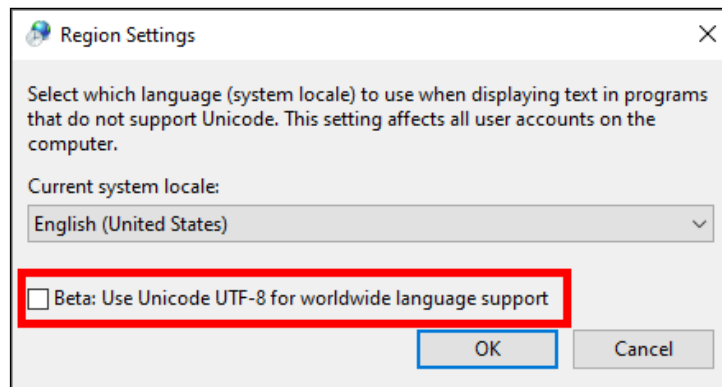 Region Settings
Select which language (system locale) to use when displaying text in programs
that do not support Unicode. This setting affects all user accounts on the
computer.
Current system locale:
English (United States)
Beta: Use Unicode UTF-8 for worldwide language support
OK
Cancel